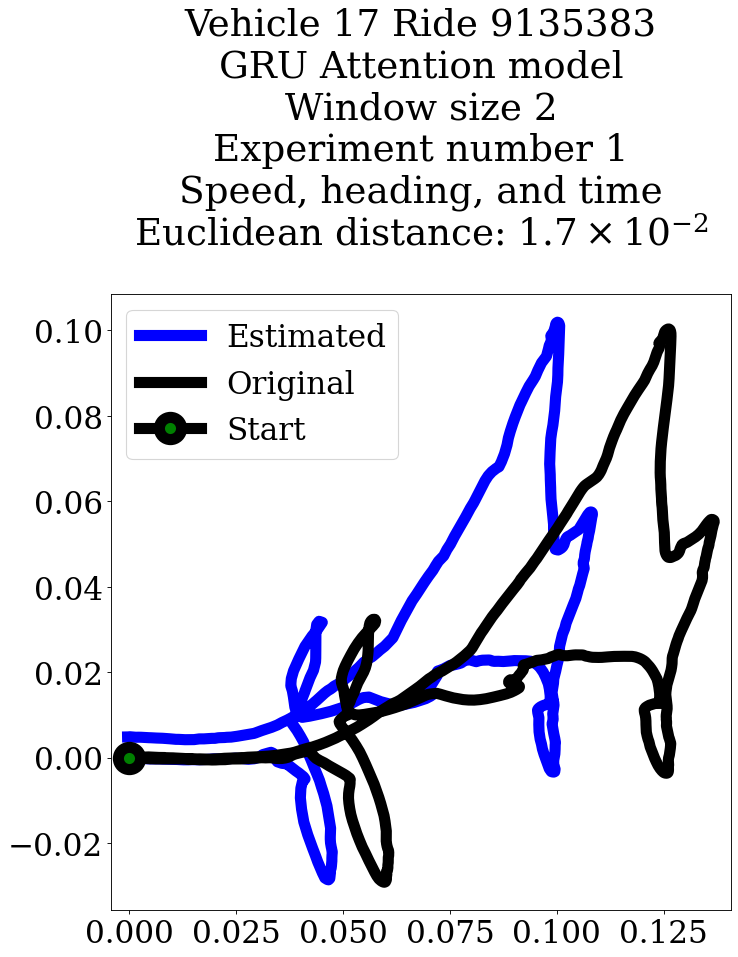 Vehicle 17 Ride 9135383
GRU Attention model
Window size 2
Experiment number 1
Speed, heading, and time
Euclidean distance: 1.7 × 10⁻²
Estimated
Original
Start
0.10
0.08
0.06
0.04
0.02
0.00
−0.02
0.000 0.025 0.050 0.075 0.100 0.125